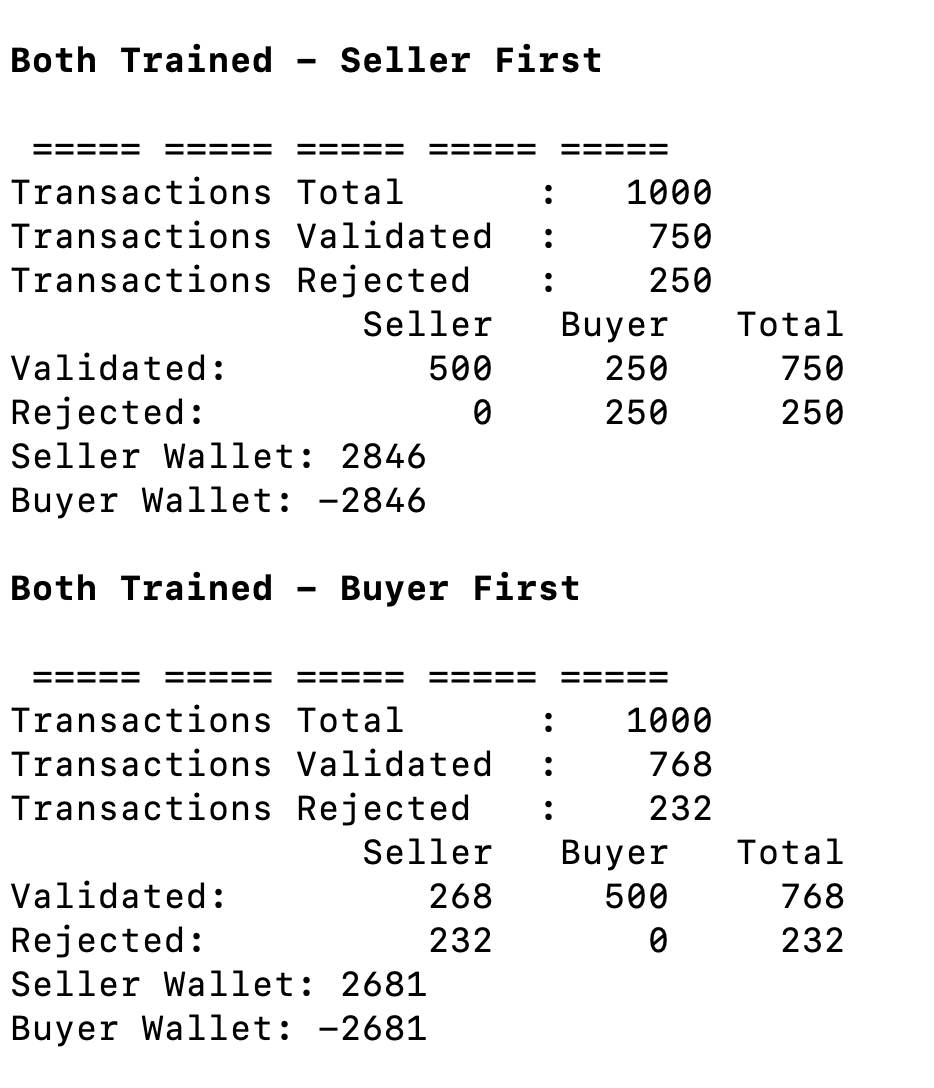 Both Trained – Seller First
===== ===== ===== ===== =====
Transactions Total      :   1000
Transactions Validated  :    750
Transactions Rejected   :    250
                Seller   Buyer   Total
Validated:         500     250     750
Rejected:            0     250     250
Seller Wallet: 2846
Buyer Wallet: -2846
Both Trained – Buyer First
===== ===== ===== ===== =====
Transactions Total      :   1000
Transactions Validated  :    768
Transactions Rejected   :    232
                Seller   Buyer   Total
Validated:         268     500     768
Rejected:          232       0     232
Seller Wallet: 2681
Buyer Wallet: -2681